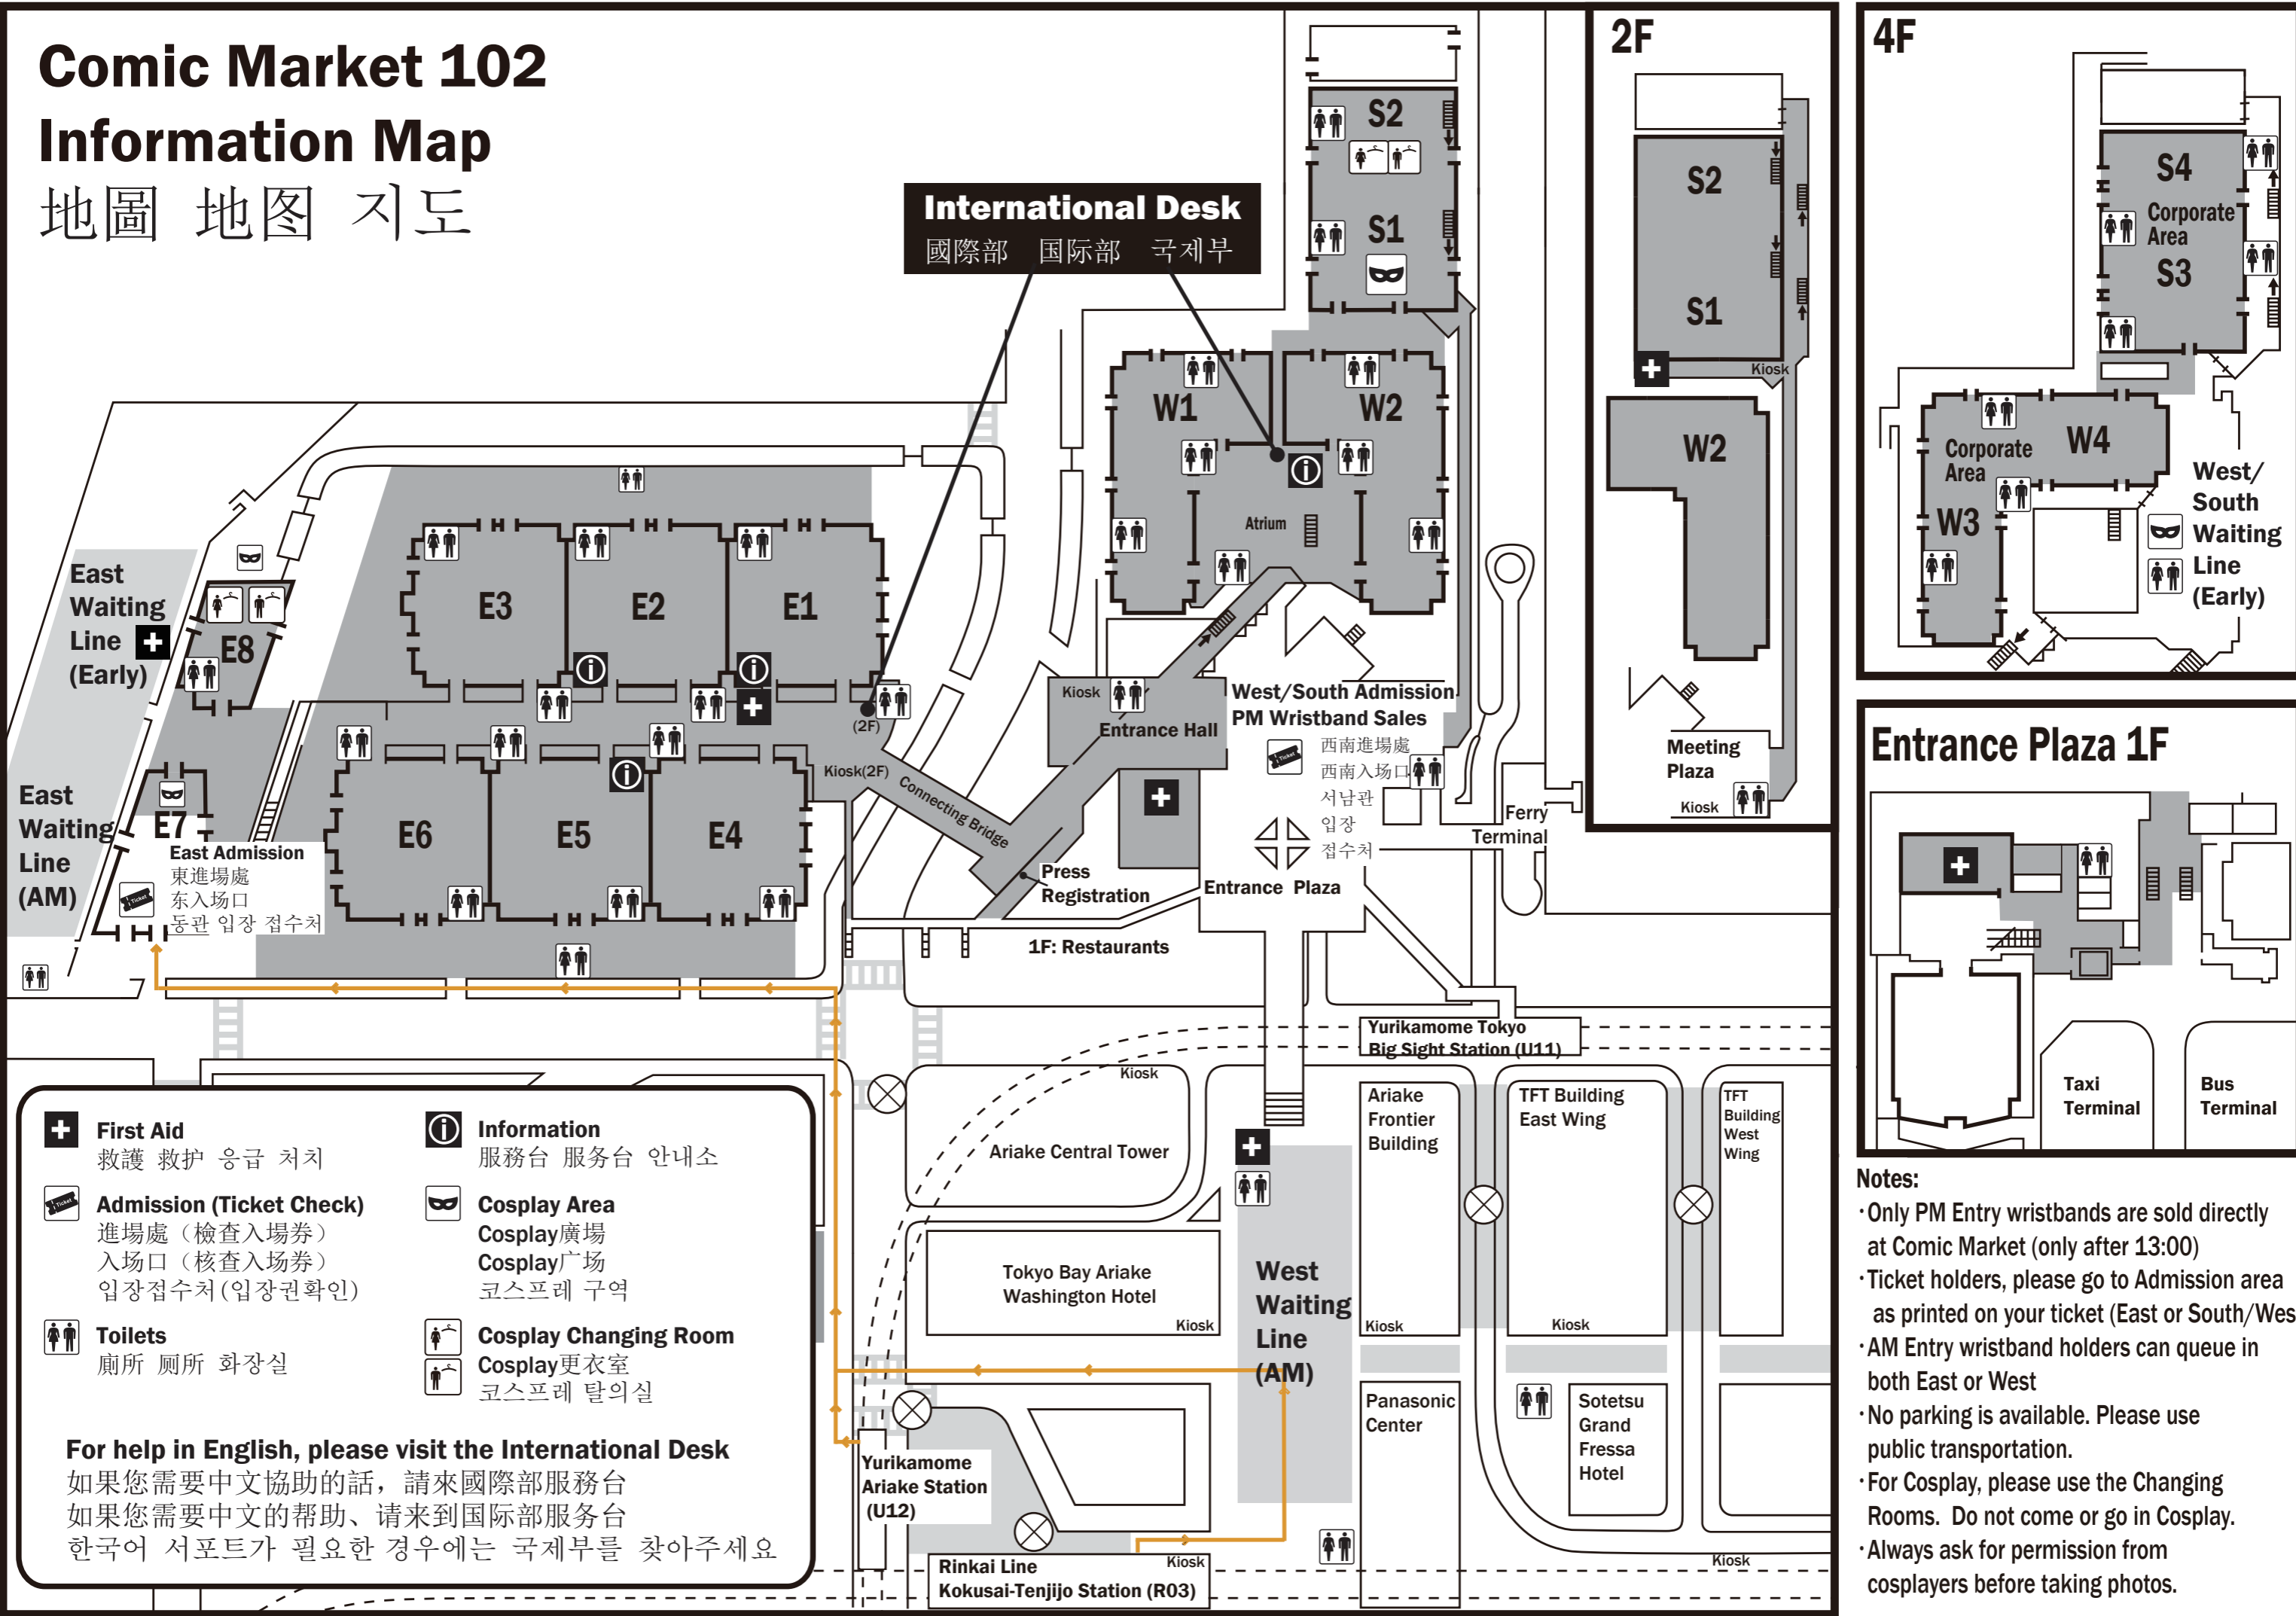 Comic Market 102
Information Map
地圖 地图 지도
International Desk
國際部 国际部 국제부
S2
S1
W1
W2
Atrium
E3
E2
E1
E8
East
Waiting
Line
(Early)
E7
E6
E5
E4
East
Waiting
Line
(AM)
East Admission
東進場處
东入场口
동관 입장 접수처
Ticket
(2F)
Kiosk(2F)
Connecting Bridge
Kiosk
Entrance Hall
West/South Admission
PM Wristband Sales
Ticket
西南進場處
西南入场口
서남관
입장
접수처
Press
Registration
Entrance Plaza
Ferry
Terminal
1F: Restaurants
Yurikamome Tokyo
Big Sight Station (U11)
Kiosk
Ariake Central Tower
Ariake
Frontier
Building
Kiosk
TFT Building
East Wing
Kiosk
TFT
Building
West
Wing
Tokyo Bay Ariake
Washington Hotel
Kiosk
West
Waiting
Line
(AM)
Panasonic
Center
Sotetsu
Grand
Fressa
Hotel
Kiosk
Yurikamome
Ariake Station
(U12)
Rinkai Line
Kokusai-Tenjijo Station (R03)
Kiosk
First Aid
救護 救护 응급 처치
Information
服務台 服务台 안내소
Ticket
Admission (Ticket Check)
進場處（檢查入場券）
入场口（核查入场券）
입장접수처(입장권확인)
Cosplay Area
Cosplay廣場
Cosplay广场
코스프레 구역
Toilets
廁所 厕所 화장실
Cosplay Changing Room
Cosplay更衣室
코스프레 탈의실
For help in English, please visit the International Desk
如果您需要中文協助的話，請來國際部服務台
如果您需要中文的帮助、请来到国际部服务台
한국어 서포트가 필요한 경우에는 국제부를 찾아주세요
2F
S2
S1
Kiosk
W2
Meeting
Plaza
Kiosk
4F
S4
Corporate
Area
S3
Corporate
Area
W4
W3
West/
South
Waiting
Line
(Early)
Entrance Plaza 1F
Taxi
Terminal
Bus
Terminal
Notes:
・Only PM Entry wristbands are sold directly
at Comic Market (only after 13:00)
・Ticket holders, please go to Admission area
as printed on your ticket (East or South/Wes
・AM Entry wristband holders can queue in
both East or West
・No parking is available. Please use
public transportation.
・For Cosplay, please use the Changing
Rooms. Do not come or go in Cosplay.
・Always ask for permission from
cosplayers before taking photos.